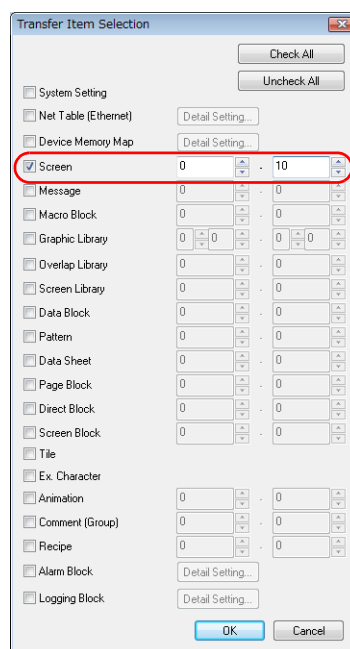 Transfer Item Selection
Check All
Uncheck All
System Setting
Net Table (Ethernet) Detail Setting...
Device Memory Map Detail Setting...
Screen 0 - 10
Message 0 - 0
Macro Block 0 - 0
Graphic Library 0 0 - 0 0
Overlap Library 0 - 0
Screen Library 0 - 0
Data Block 0 - 0
Pattern 0 - 0
Data Sheet 0 - 0
Page Block 0 - 0
Direct Block 0 - 0
Screen Block 0 - 0
Tile
Ex. Character
Animation 0 - 0
Comment (Group) 0 - 0
Recipe 0 - 0
Alarm Block Detail Setting...
Logging Block Detail Setting...
OK Cancel